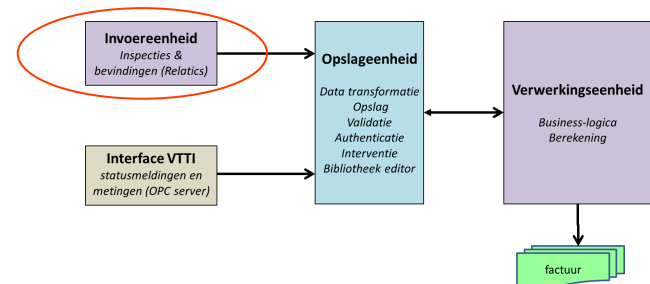 Invoereenheid
Inspecties &
bevindingen (Relatics)
Interface VTTI
statusmeldingen en
metingen (OPC server)
Opslageenheid
Data transformatie
Opslag
Validatie
Authenticatie
Interventie
Bibliotheek editor
Verwerkingseenheid
Business-logica
Berekening
factuur